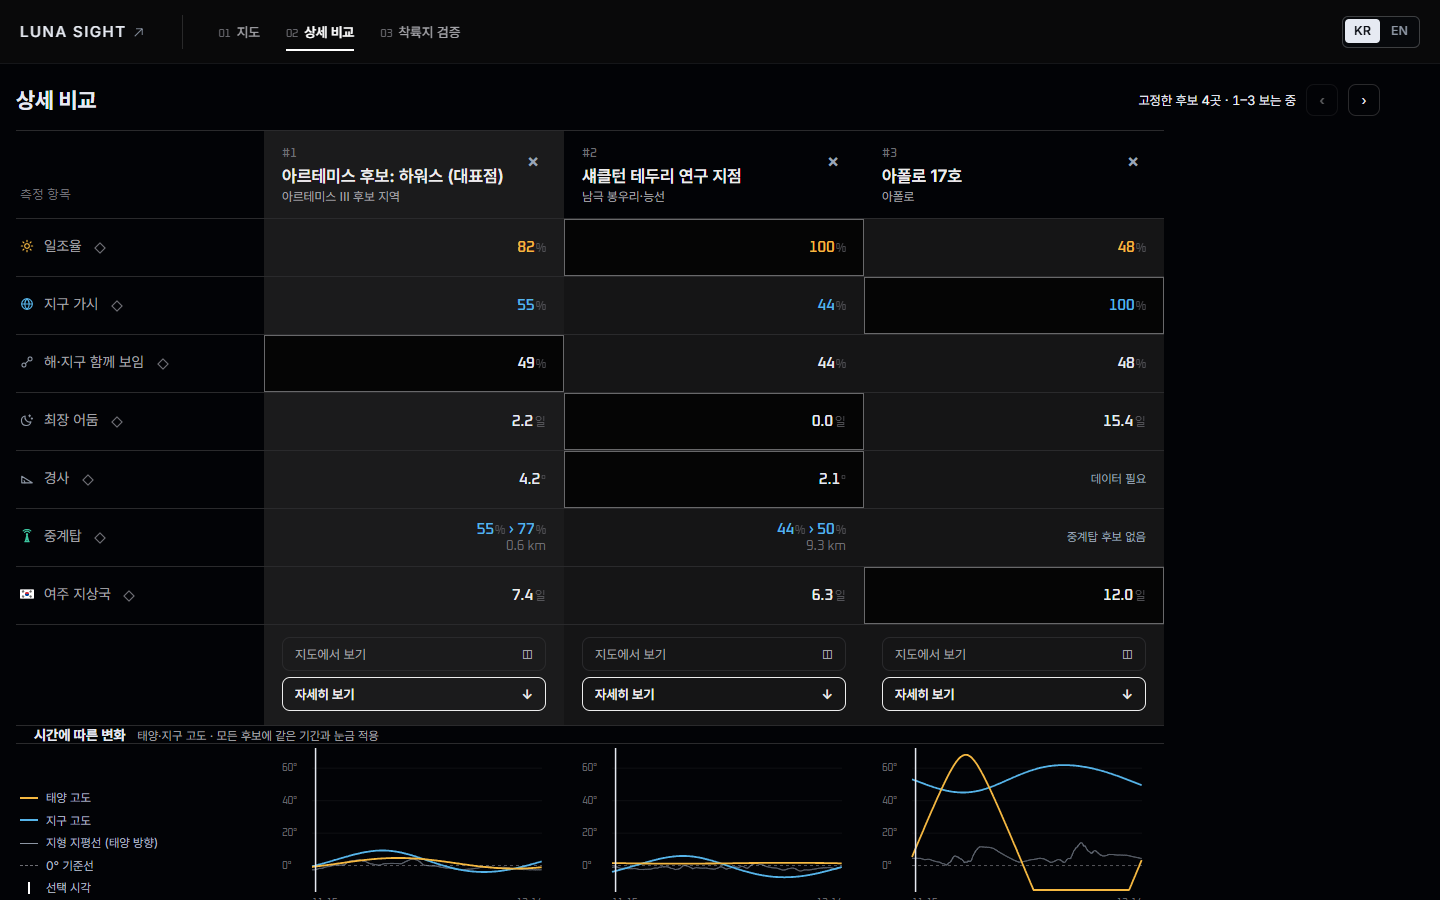 LUNA SIGHT ↗
01 지도
02 상세 비교
03 착륙지 검증
KR EN
상세 비교
고정한 후보 4곳 · 1–3 보는 중
‹ ›
측정 항목
#1
아르테미스 후보: 하워스 (대표점)
아르테미스 III 후보 지역
×
#2
섀클턴 테두리 연구 지점
남극 봉우리·능선
×
#3
아폴로 17호
아폴로
×
일조율 ◇ 82% 100% 48%
지구 가시 ◇ 55% 44% 100%
해·지구 함께 보임 ◇ 49% 44% 48%
최장 어둠 ◇ 2.2일 0.0일 15.4일
경사 ◇ 4.2° 2.1° 데이터 필요
중계탑 ◇ 55% › 77% 44% › 50% 중계탑 후보 없음
0.6 km 9.3 km
여주 지상국 ◇ 7.4일 6.3일 12.0일
지도에서 보기 지도에서 보기 지도에서 보기
자세히 보기 ↓ 자세히 보기 ↓ 자세히 보기 ↓
시간에 따른 변화 태양·지구 고도 · 모든 후보에 같은 기간과 눈금 적용
태양 고도
지구 고도
지형 지평선 (태양 방향)
0° 기준선
선택 시각
60° 60° 60°
40° 40° 40°
20° 20° 20°
0° 0° 0°